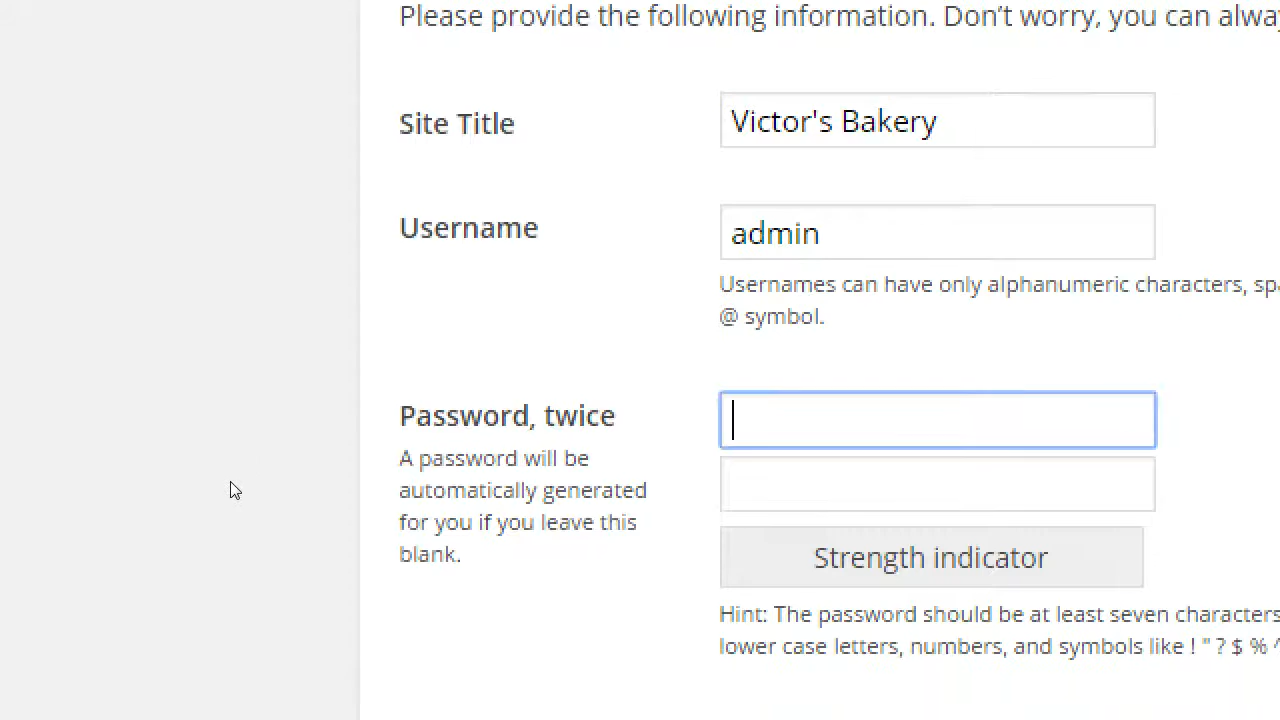 Please provide the following information. Don’t worry, you can
Site Title
Victor's Bakery
Username
admin
Usernames can have only alphanumeric characters,
@ symbol.
Password, twice
A password will be
automatically generated
for you if you leave this
blank.
Strength indicator
Hint: The password should be at least seven characters
lower case letters, numbers, and symbols like ! " ? $ % ^